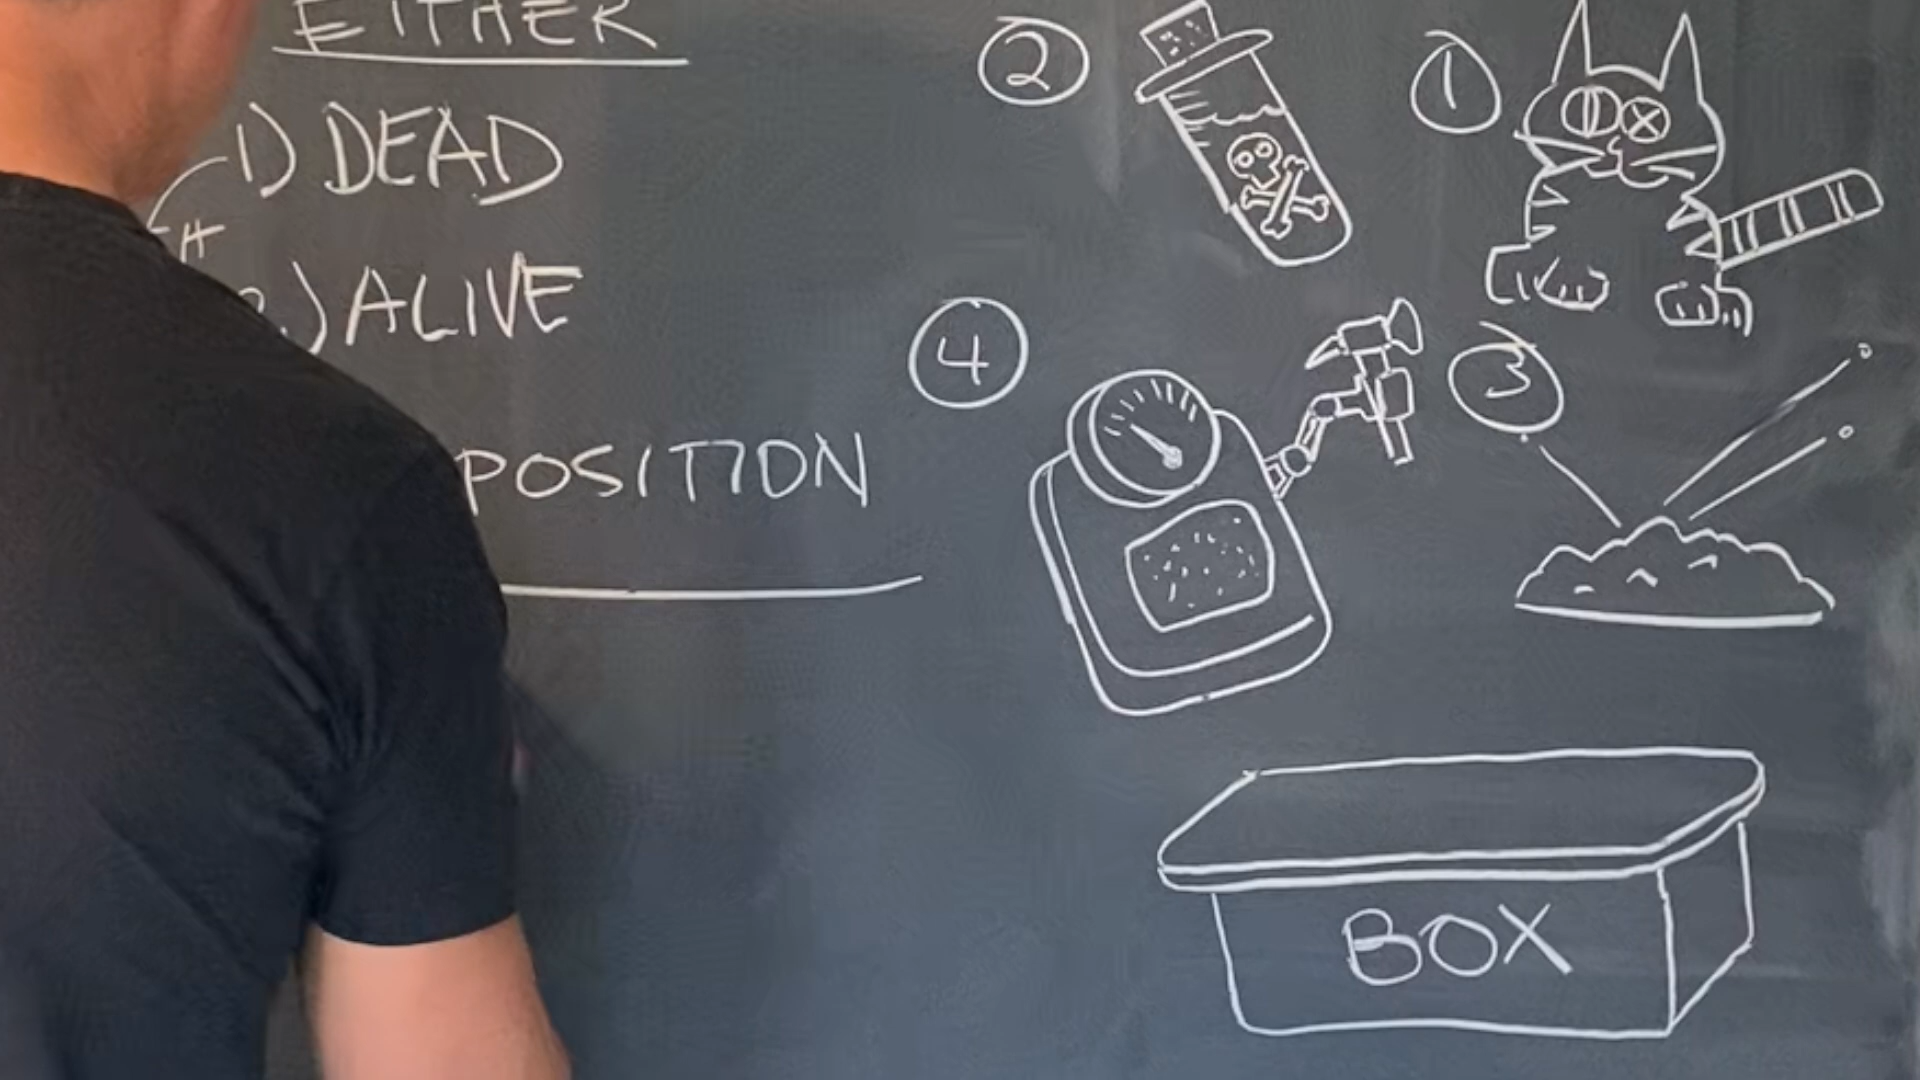 EITHER
1) DEAD
2.) ALIVE
POSITION
2
1
4
3
BOX